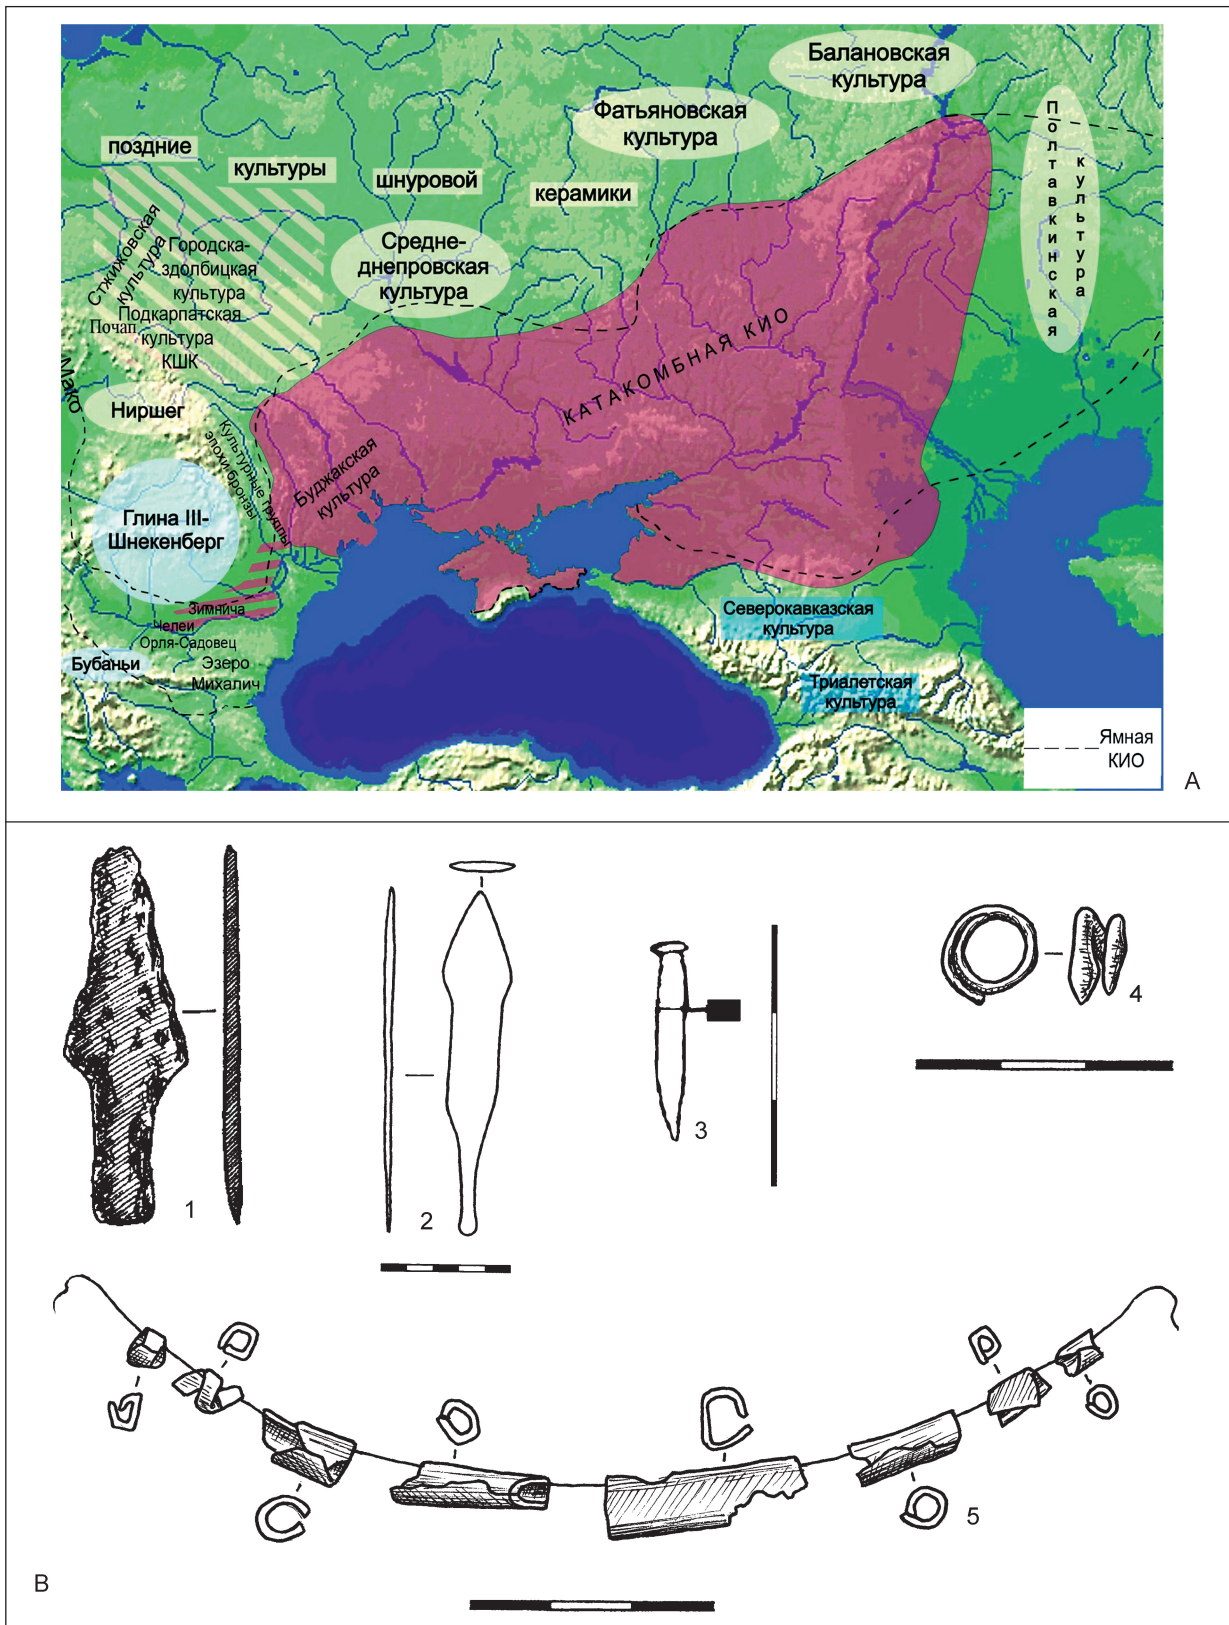 Балановская
культура
Фатьяновская
культура
Полтавкинская
культура
поздние
культуры
шнуровой
керамики
Средне-
днепровская
культура
Стжижовская
культура
Городска-
здолбицкая
культура
Подкарпатская
культура
КШК
Почап
Мако
Ниршег
Культурные группы
эпохи бронзы
Буджакская
культура
КАТАКОМБНАЯ КИО
Глина III-
Шнекенберг
Зимнича
Челеи
Орля-Садовец
Бубаньи
Эзеро
Михалич
Северокавказская
культура
Триалетская
культура
Ямная
КИО
A
1
2
3
4
5
B